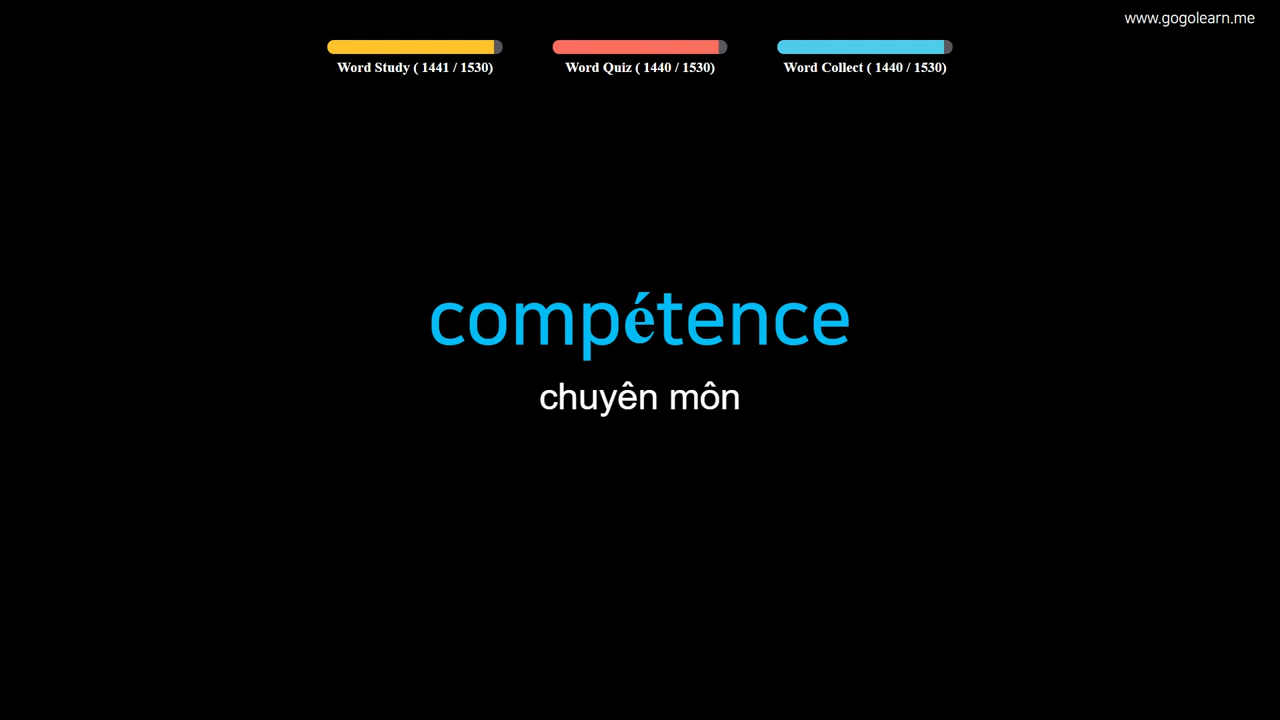 www.gogolearn.me
Word Study ( 1441 / 1530)
Word Quiz ( 1440 / 1530)
Word Collect ( 1440 / 1530)
compétence
chuyên môn